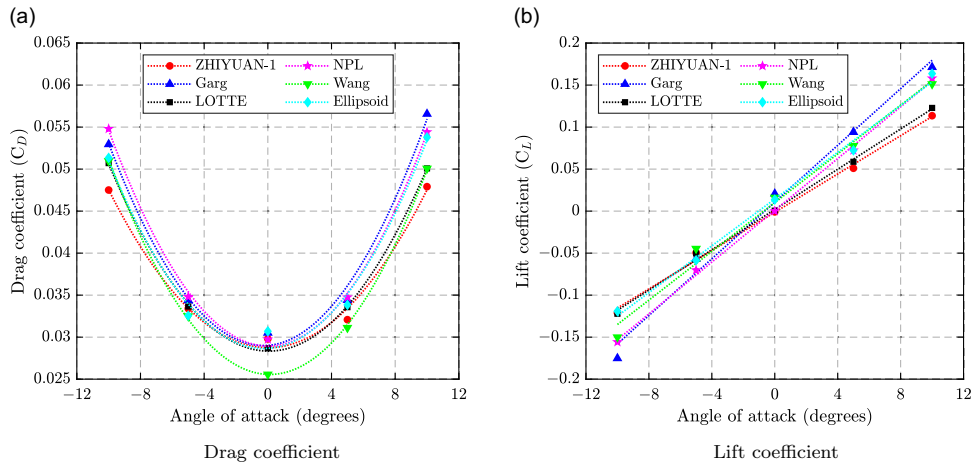 (a)
0.065
0.06
0.055
0.05
0.045
0.04
0.035
0.03
0.025
Drag coefficient (C_D)
ZHIYUAN-1 NPL
Garg Wang
LOTTE Ellipsoid
−12 −8 −4 0 4 8 12
Angle of attack (degrees)
Drag coefficient
(b)
0.2
0.15
0.1
0.05
0
−0.05
−0.1
−0.15
−0.2
Lift coefficient (C_L)
ZHIYUAN-1 NPL
Garg Wang
LOTTE Ellipsoid
−12 −8 −4 0 4 8 12
Angle of attack (degrees)
Lift coefficient